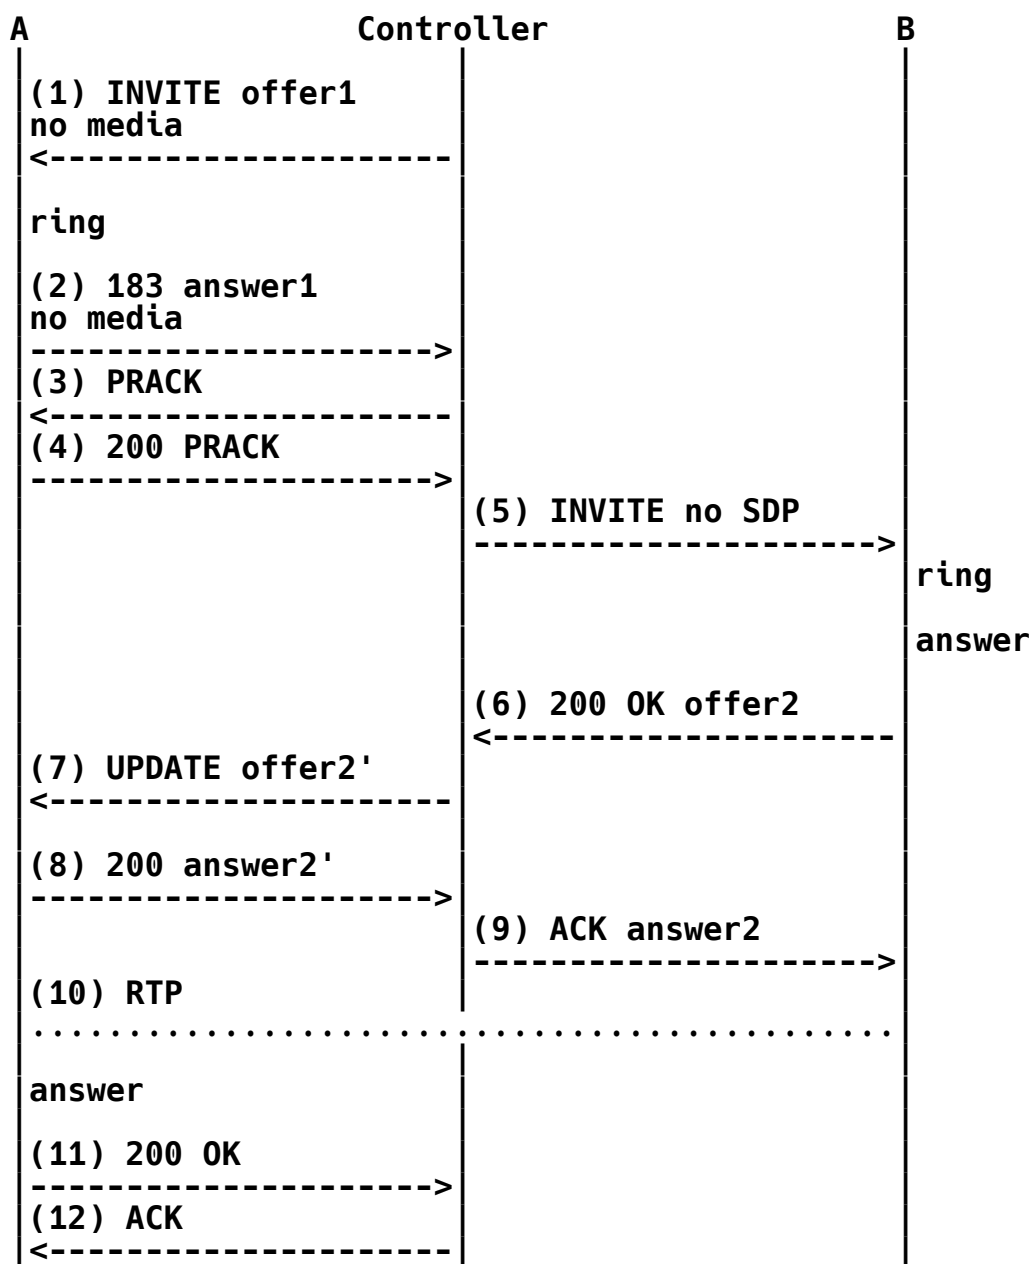 A Controller B
(1) INVITE offer1
no media
<----------------------
ring
(2) 183 answer1
no media
--------------------->
(3) PRACK
<---------------------
(4) 200 PRACK
--------------------->
(5) INVITE no SDP
--------------------->
ring
answer
(6) 200 OK offer2
<---------------------
(7) UPDATE offer2'
<---------------------
(8) 200 answer2'
--------------------->
(9) ACK answer2
--------------------->
(10) RTP
.............................................
answer
(11) 200 OK
--------------------->
(12) ACK
<---------------------